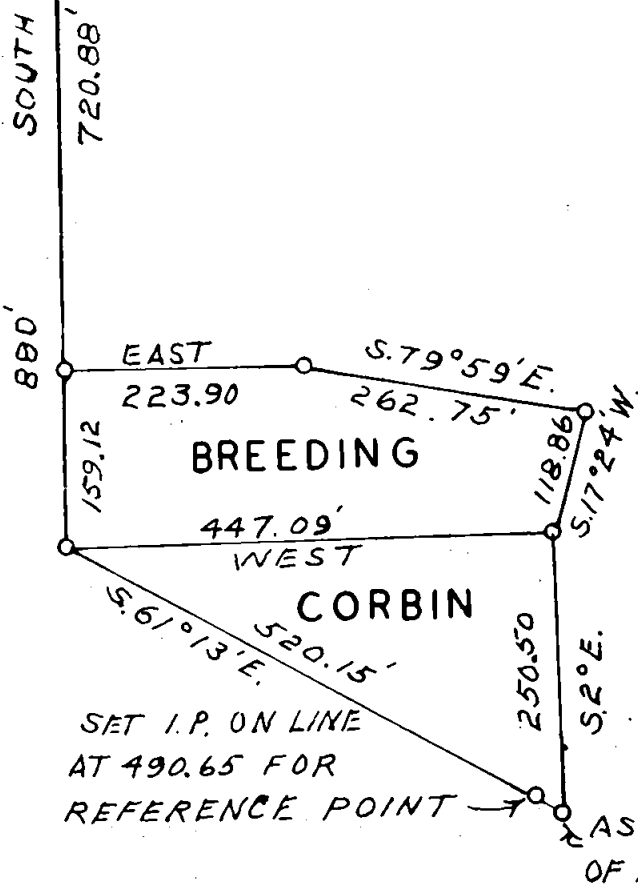 SOUTH
720.88'
880'
EAST
223.90
S.79°59'E.
262.75'
159.12
BREEDING
118.86
S.17°24'W.
447.09'
WEST
CORBIN
S.61°13'E.
520.15'
250.50
S.2°E.
SET I.P. ON LINE
AT 490.65 FOR
REFERENCE POINT
AS
OF